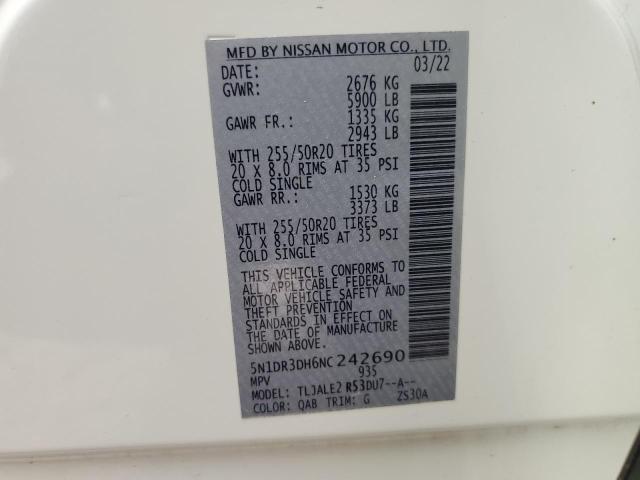 MFD BY NISSAN MOTOR CO., LTD.
DATE: 03/22
GVWR: 2676 KG
5900 LB
GAWR FR.: 1335 KG
2943 LB
WITH 255/50R20 TIRES
20 X 8.0 RIMS AT 35 PSI
COLD SINGLE
GAWR RR.: 1530 KG
3373 LB
WITH 255/50R20 TIRES
20 X 8.0 RIMS AT 35 PSI
COLD SINGLE
THIS VEHICLE CONFORMS TO
ALL APPLICABLE FEDERAL
MOTOR VEHICLE SAFETY AND
THEFT PREVENTION
STANDARDS IN EFFECT ON
THE DATE OF MANUFACTURE
SHOWN ABOVE.
5N1DR3DH6NC242690
MPV 935
MODEL: TLJALE2 R53DU7--A--
COLOR: QAB TRIM: G ZS30A